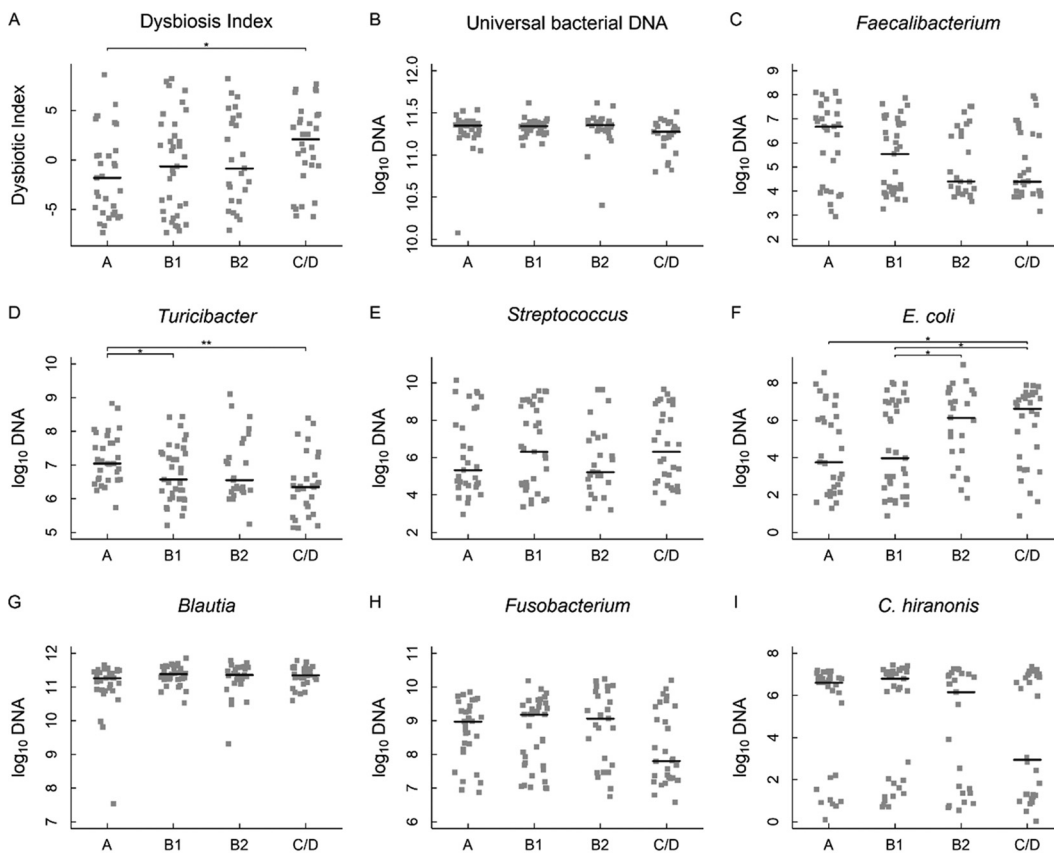 A Dysbiosis Index
*
Dysbiotic Index
5
0
-5
A B1 B2 C/D
B Universal bacterial DNA
log10 DNA
12.0
11.5
11.0
10.5
10.0
A B1 B2 C/D
C Faecalibacterium
log10 DNA
9
8
7
6
5
4
3
2
A B1 B2 C/D
D Turicibacter
**
*
log10 DNA
10
9
8
7
6
5
A B1 B2 C/D
E Streptococcus
log10 DNA
10
8
6
4
2
A B1 B2 C/D
F E. coli
*
*
*
log10 DNA
8
6
4
2
0
A B1 B2 C/D
G Blautia
log10 DNA
12
11
10
9
8
7
A B1 B2 C/D
H Fusobacterium
log10 DNA
11
10
9
8
7
6
A B1 B2 C/D
I C. hiranonis
log10 DNA
8
6
4
2
0
A B1 B2 C/D